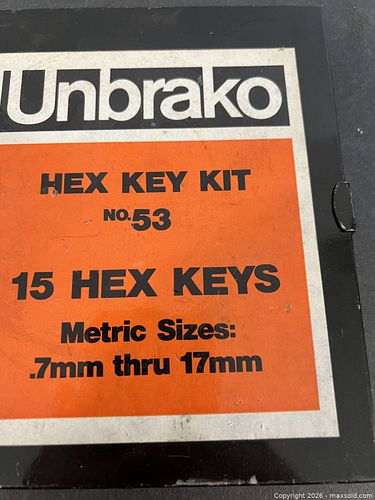 Unbrako
HEX KEY KIT
NO. 53
15 HEX KEYS
Metric Sizes:
.7mm thru 17mm
Copyright 2026 - maxsold.com